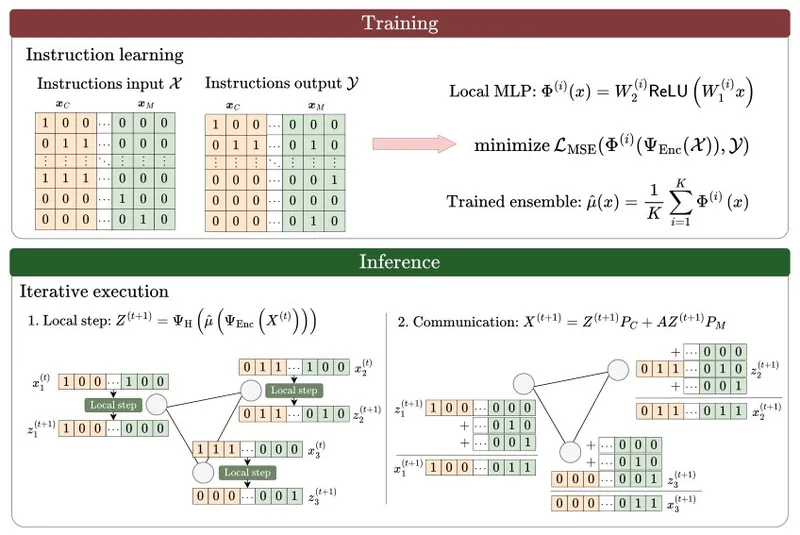 Training
Instruction learning
Instructions input 𝒳
Instructions output 𝒴
x_C x_M
1 0 0 ⋯ 0 0 0
0 1 1 ⋯ 0 0 0
⋮ ⋮ ⋮ ⋱ ⋮ ⋮ ⋮
1 1 1 ⋯ 0 0 0
0 0 0 ⋯ 1 0 0
0 0 0 ⋯ 0 1 0
x_C x_M
1 0 0 ⋯ 0 0 0
0 1 1 ⋯ 0 1 0
⋮ ⋮ ⋮ ⋱ ⋮ ⋮ ⋮
0 0 0 ⋯ 0 0 1
0 0 0 ⋯ 0 0 0
0 0 0 ⋯ 0 1 0
Local MLP: Φ^(i)(x) = W_2^(i) ReLU (W_1^(i) x)
minimize ℒ_MSE(Φ^(i)(Ψ_Enc(𝒳)), 𝒴)
Trained ensemble: μ̂(x) = 1/K ∑_{i=1}^{K} Φ^(i) (x)
Inference
Iterative execution
1. Local step: Z^(t+1) = Ψ_H (μ̂ (Ψ_Enc (X^(t))))
x_1^(t) 1 0 0 ⋯ 1 0 0
Local step
z_1^(t+1) 1 0 0 ⋯ 0 0 0
0 1 1 ⋯ 1 0 0 x_2^(t)
Local step
0 1 1 ⋯ 0 1 0 z_2^(t+1)
1 1 1 ⋯ 0 0 0 x_3^(t)
Local step
0 0 0 ⋯ 0 0 1 z_3^(t+1)
2. Communication: X^(t+1) = Z^(t+1)P_C + AZ^(t+1)P_M
z_1^(t+1) 1 0 0 ⋯ 0 0 0
+ ⋯ 0 1 0
+ ⋯ 0 0 1
x_1^(t+1) 1 0 0 ⋯ 0 1 1
+ ⋯ 0 0 0
0 1 1 ⋯ 0 1 0 z_2^(t+1)
+ ⋯ 0 0 1
0 1 1 ⋯ 0 1 1 x_2^(t+1)
+ ⋯ 0 0 0
+ ⋯ 0 1 0
0 0 0 ⋯ 0 0 1 z_3^(t+1)
0 0 0 ⋯ 0 1 1 x_3^(t+1)